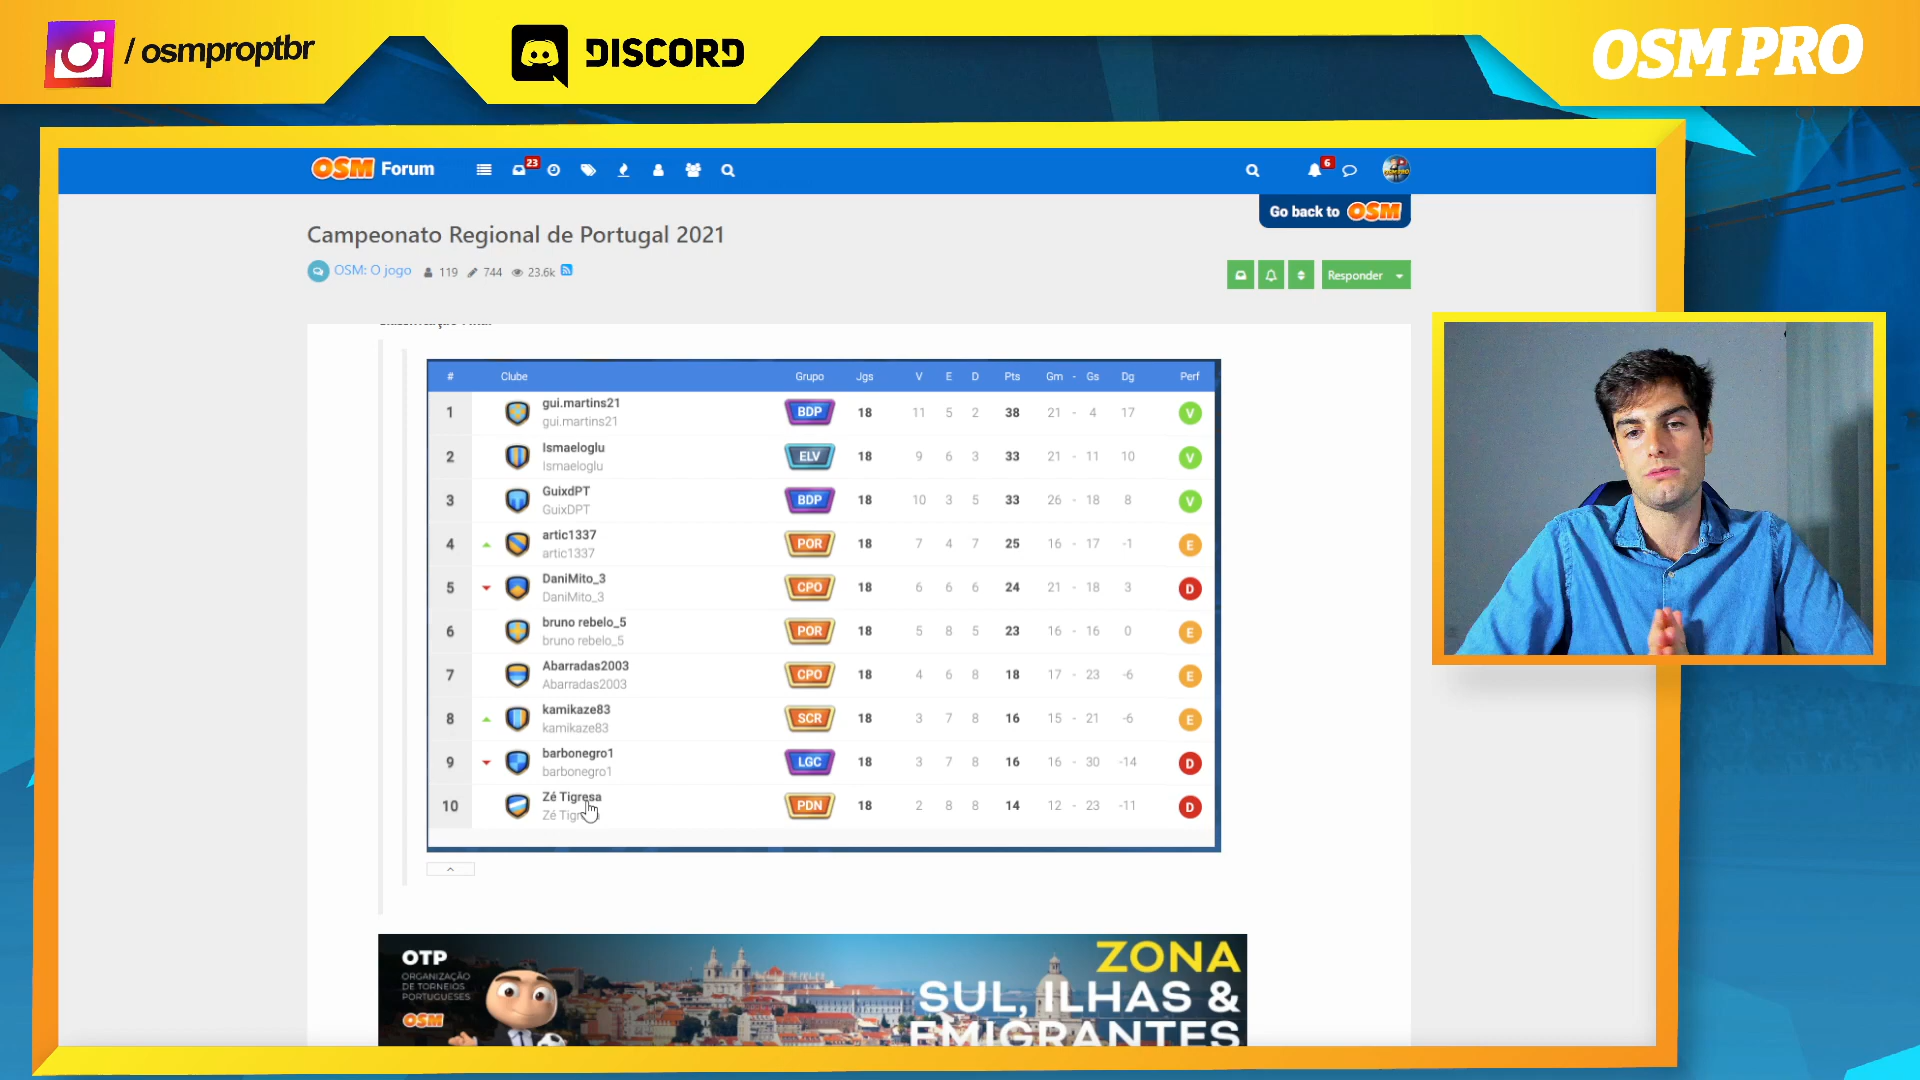 / osmproptbr
DISCORD
OSM PRO
OSM Forum
23
6
Go back to OSM
Campeonato Regional de Portugal 2021
OSM: O jogo 119 744 23.6k
Responder
# Clube Grupo Jgs V E D Pts Gm - Gs Dg Perf
1 gui.martins21 BDP 18 11 5 2 38 21 - 4 17 V
gui.martins21
2 Ismaeloglu ELV 18 9 6 3 33 21 - 11 10 V
Ismaeloglu
3 GuixdPT BDP 18 10 3 5 33 26 - 18 8 V
GuixDPT
4 artic1337 POR 18 7 4 7 25 16 - 17 -1 E
artic1337
5 DaniMito_3 CPO 18 6 6 6 24 21 - 18 3 D
DaniMito_3
6 bruno rebelo_5 POR 18 5 8 5 23 16 - 16 0 E
bruno rebelo_5
7 Abarradas2003 CPO 18 4 6 8 18 17 - 23 -6 E
Abarradas2003
8 kamikaze83 SCR 18 3 7 8 16 15 - 21 -6 E
kamikaze83
9 barbonegro1 LGC 18 3 7 8 16 16 - 30 -14 D
barbonegro1
10 Zé Tigresa PDN 18 2 8 8 14 12 - 23 -11 D
OTP
ORGANIZAÇÃO
DE TORNEIOS
PORTUGUESES
OSM
ZONA
SUL, ILHAS &
EMIGRANTES